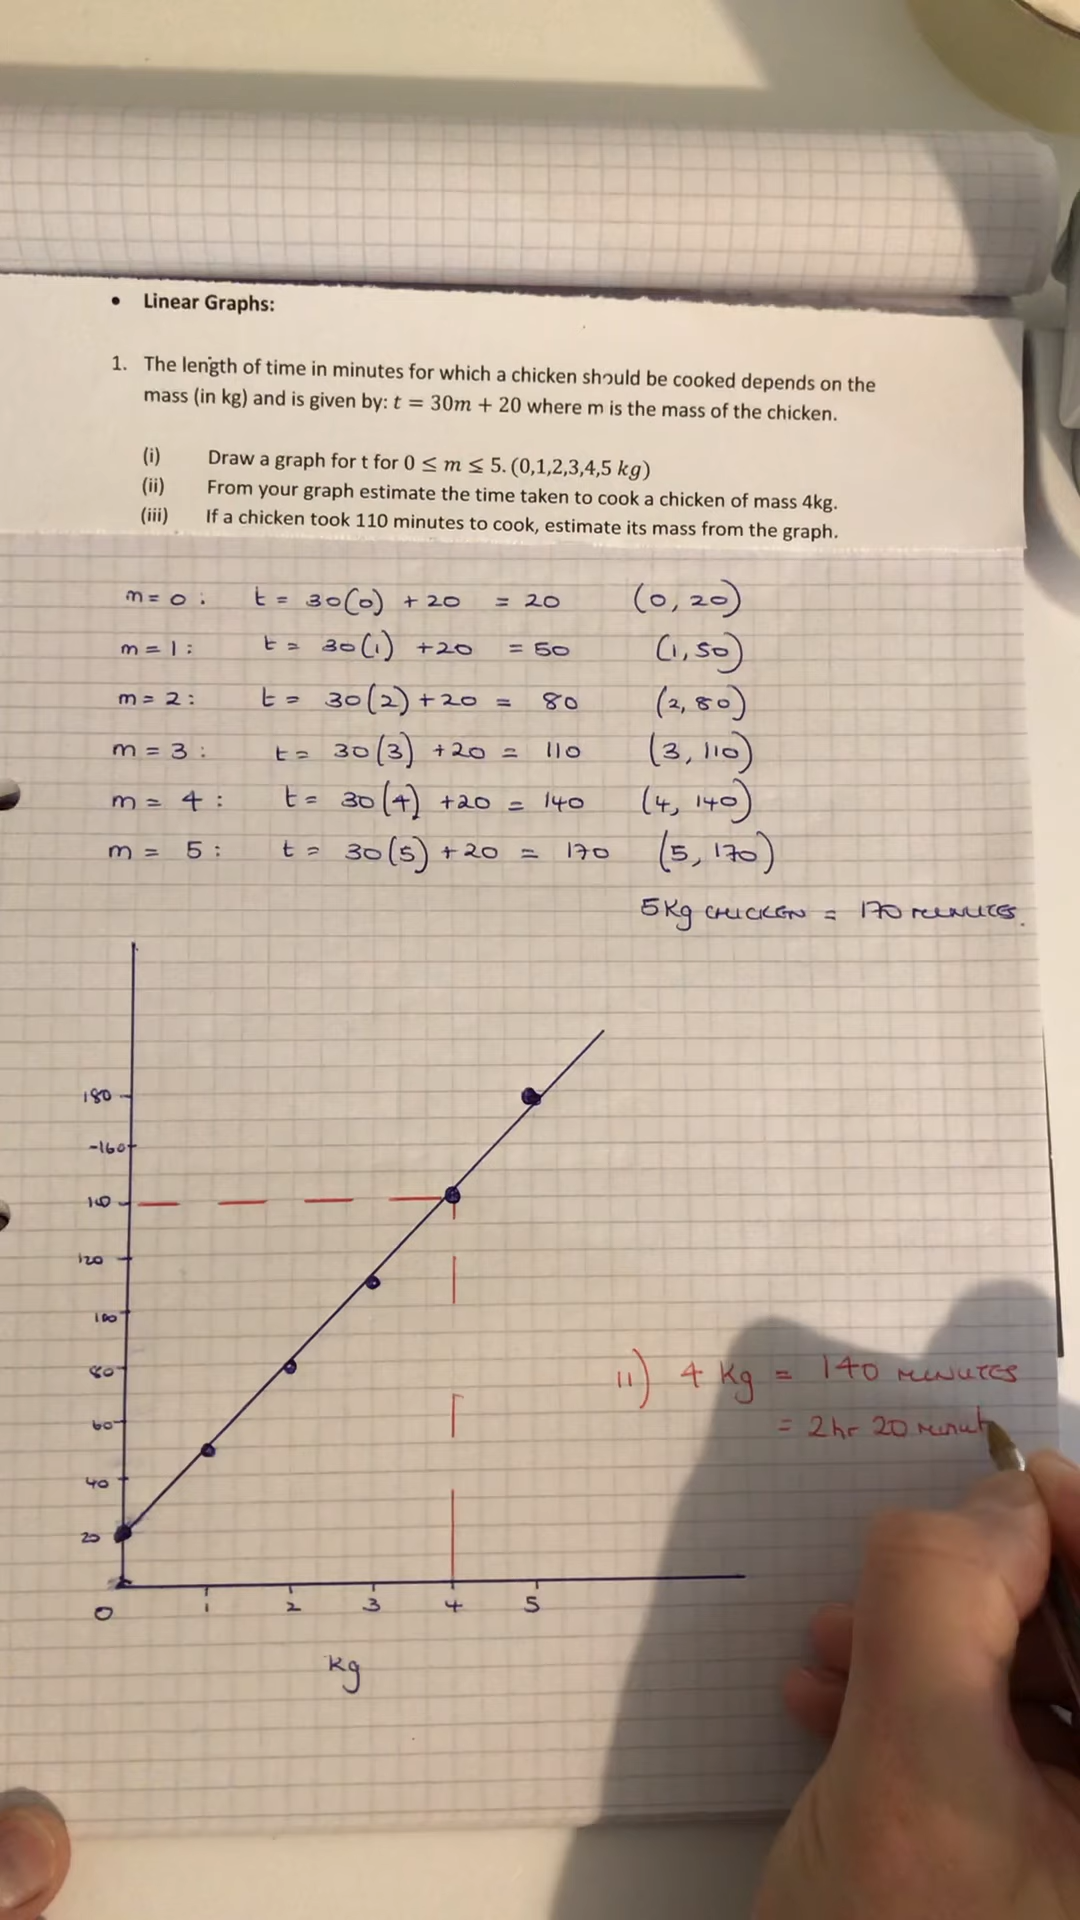 • Linear Graphs:
1. The length of time in minutes for which a chicken should be cooked depends on the
mass (in kg) and is given by: t = 30m + 20 where m is the mass of the chicken.
(i) Draw a graph for t for 0 ≤ m ≤ 5. (0,1,2,3,4,5 kg)
(ii) From your graph estimate the time taken to cook a chicken of mass 4kg.
(iii) If a chicken took 110 minutes to cook, estimate its mass from the graph.
m = 0 : t = 30(0) + 20 = 20 (0, 20)
m = 1 : t = 30(1) + 20 = 50 (1, 50)
m = 2 : t = 30(2) + 20 = 80 (2, 80)
m = 3 : t = 30(3) + 20 = 110 (3, 110)
m = 4 : t = 30(4) + 20 = 140 (4, 140)
m = 5 : t = 30(5) + 20 = 170 (5, 170)
5kg CHICKEN = 170 MINUTES.
180
-160
140
120
100
80
60
40
20
0 1 2 3 4 5
kg
ii) 4 kg = 140 MINUTES
= 2hr 20 minut